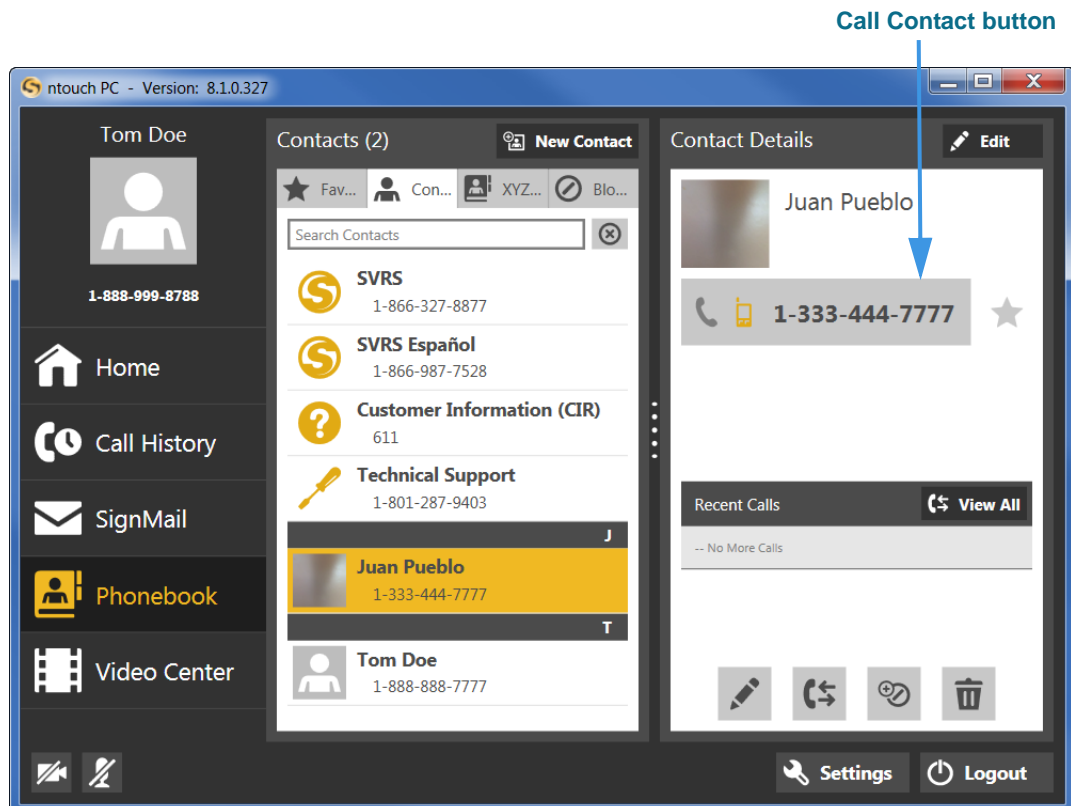 Call Contact button
ntouch PC - Version: 8.1.0.327
Tom Doe
1-888-999-8788
Home
Call History
SignMail
Phonebook
Video Center
Contacts (2)
New Contact
Fav...
Con...
XYZ...
Blo...
Search Contacts
SVRS
1-866-327-8877
SVRS Español
1-866-987-7528
Customer Information (CIR)
611
Technical Support
1-801-287-9403
J
Juan Pueblo
1-333-444-7777
T
Tom Doe
1-888-888-7777
Contact Details
Edit
Juan Pueblo
1-333-444-7777
Recent Calls
View All
-- No More Calls
Settings
Logout